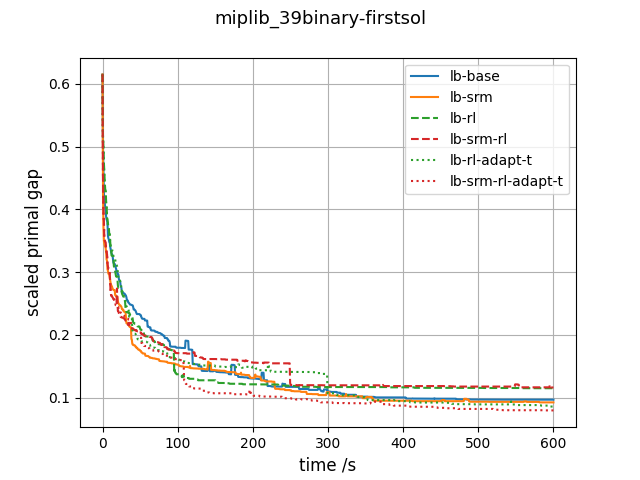 miplib_39binary-firstsol
lb-base
lb-srm
lb-rl
lb-srm-rl
lb-rl-adapt-t
lb-srm-rl-adapt-t
scaled primal gap
0.6
0.5
0.4
0.3
0.2
0.1
0 100 200 300 400 500 600
time /s